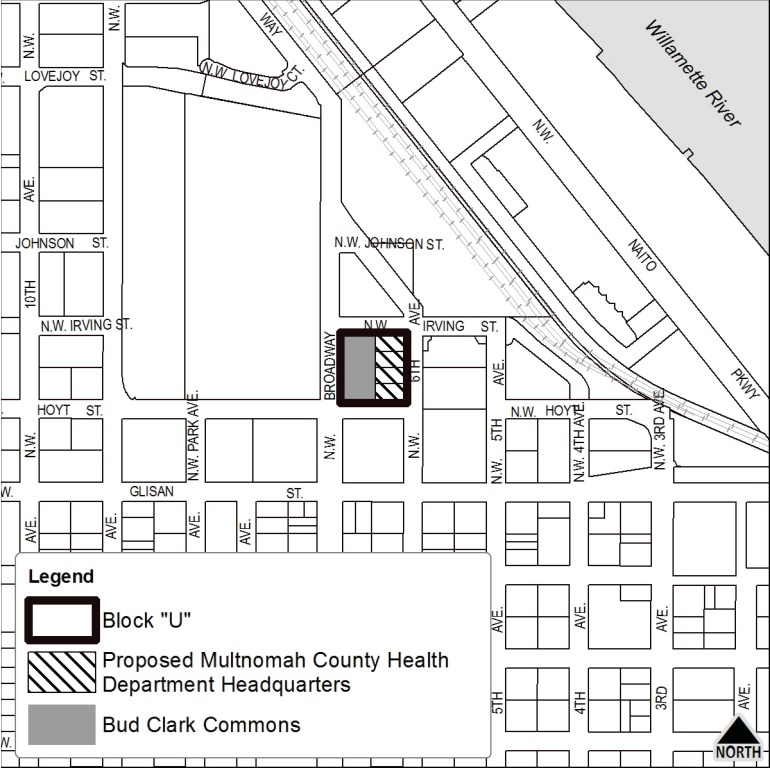 N.W.
N.W.
WAY
Willamette River
LOVEJOY ST.
N.W. LOVEJOY
CT.
N.W.
AVE.
JOHNSON ST.
N.W. JOHNSON ST.
NAITO
10TH
AVE
N.W. IRVING ST.
N.W. IRVING ST.
BROADWAY
6TH
AVE.
PKWY
HOYT ST.
N.W. PARK AVE.
N.W. HOYT ST.
N.W. 4TH AVE.
N.W. 3RD AVE.
N.W.
N.W.
N.W.
5TH
N.W.
W.
GLISAN ST.
AVE.
AVE.
AVE.
AVE.
Legend
Block "U"
Proposed Multnomah County Health
Department Headquarters
Bud Clark Commons
AVE.
AVE.
AVE.
5TH
4TH
3RD
AVE.
W.
NORTH